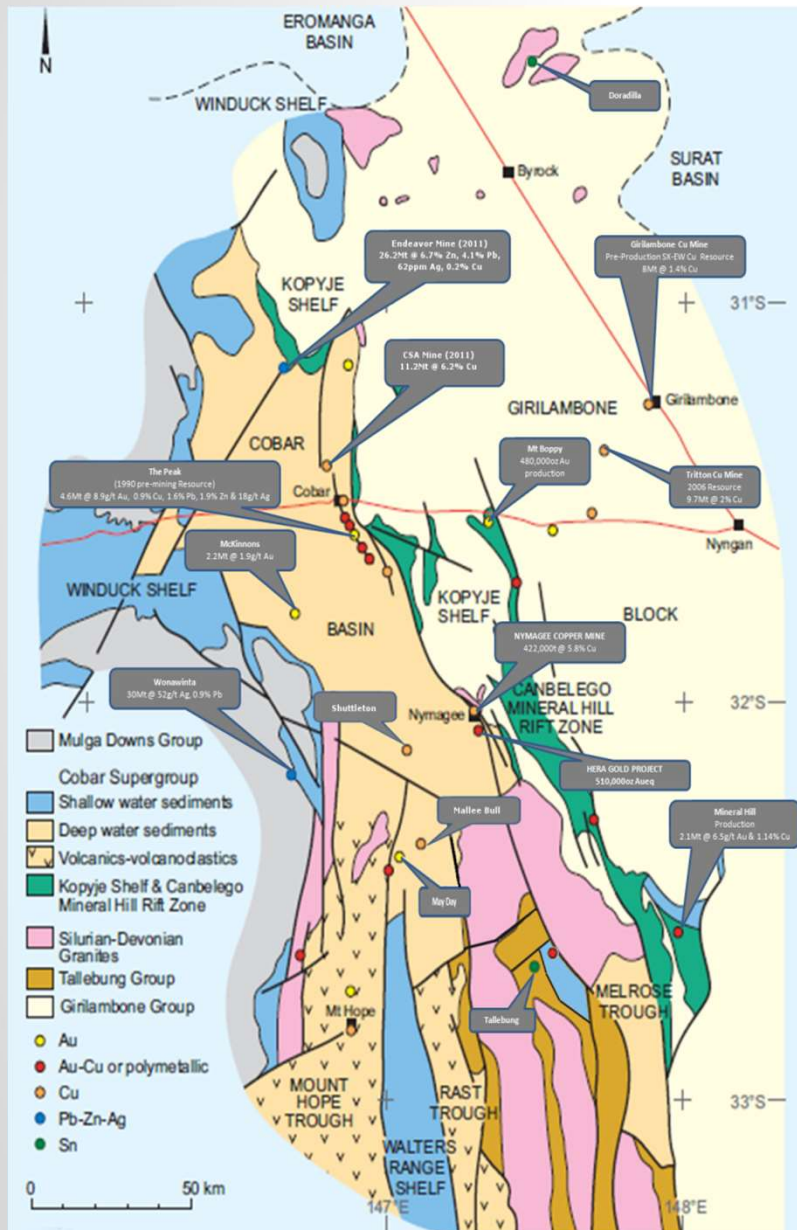 EROMANGA
BASIN
N
WINDUCK SHELF
Doradilla
SURAT
BASIN
Byrock
Endeavor Mine (2011)
26.2Mt @ 6.7% Zn, 4.1% Pb,
62ppm Ag, 0.2% Cu
Girilambone Cu Mine
Pre-Production SX-EW Cu Resource
8Mt @ 1.4% Cu
KOPYJE
SHELF
31°S
CSA Mine (2011)
11.2Mt @ 6.2% Cu
GIRILAMBONE
Girilambone
COBAR
Mt Boppy
480,000oz Au
production
The Peak
(1990 pre-mining Resource)
4.6Mt @ 8.9g/t Au, 0.9% Cu, 1.6% Pb, 1.9% Zn & 18g/t Ag
Tritton Cu Mine
2006 Resource
9.7Mt @ 2% Cu
Cobar
Nyngan
McKinnons
2.2Mt @ 1.9g/t Au
WINDUCK SHELF
KOPYJE
SHELF
BLOCK
BASIN
NYMAGEE COPPER MINE
422,000t @ 5.8% Cu
Wonawinta
30Mt @ 52g/t Ag, 0.9% Pb
Shuttleton
Nymagee
CANBELEGO
MINERAL HILL
RIFT ZONE
32°S
HERA GOLD PROJECT
510,000oz Aueq
Mallee Bull
Mineral Hill
Production
2.1Mt @ 6.5g/t Au & 1.14% Cu
May Day
Mulga Downs Group
Cobar Supergroup
Shallow water sediments
Deep water sediments
Volcanics-volcanoclastics
Kopyje Shelf & Canbelego
Mineral Hill Rift Zone
Silurian-Devonian
Granites
Tallebung Group
Girilambone Group
Au
Au-Cu or polymetallic
Cu
Pb-Zn-Ag
Sn
Tallebung
MELROSE
TROUGH
Mt Hope
MOUNT
HOPE
TROUGH
RAST
TROUGH
33°S
WALTERS
RANGE
SHELF
0 50 km
147°E
148°E